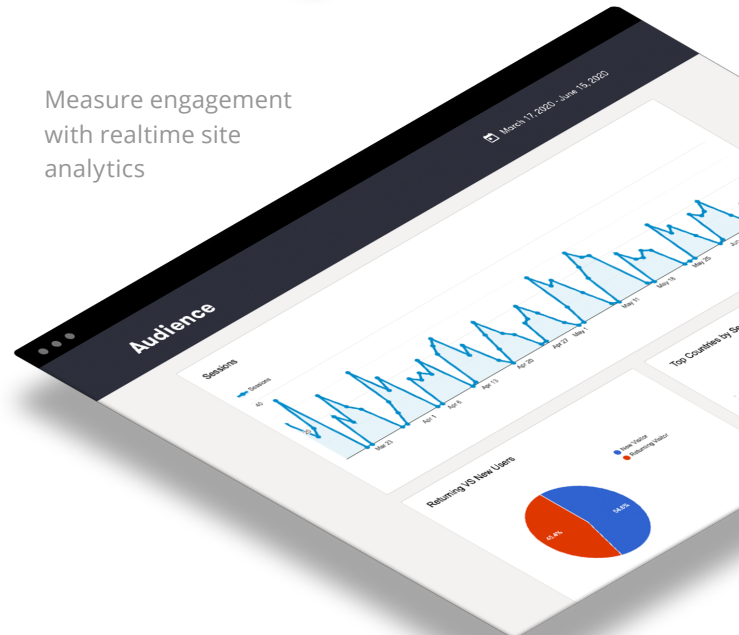 Measure engagement
with realtime site
analytics
March 17, 2020 - June 15, 2020
Audience
Sessions
Sessions
40
20
Mar 23
Apr 1
Apr 6
Apr 13
Apr 20
Apr 27
May 1
May 11
May 18
May 25
Returning VS New Users
New Visitor
Returning Visitor
54.6%
45.4%
Top Countries by Se